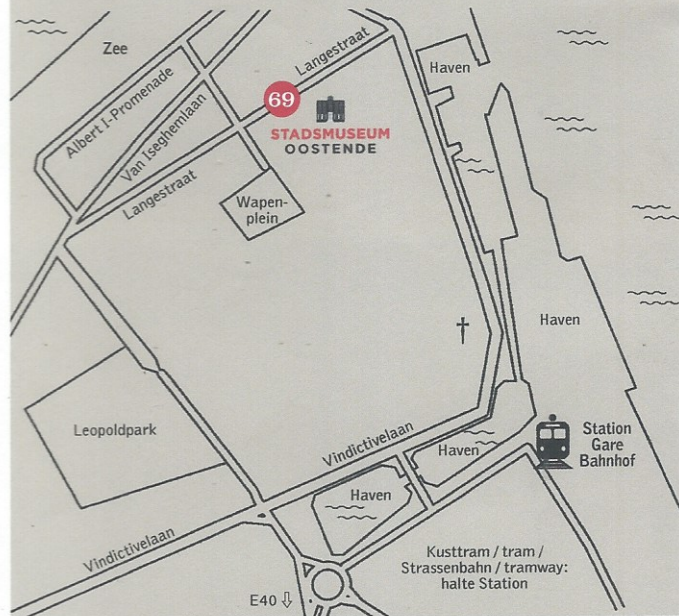 Zee
Langestraat
Haven
Albert I-Promenade
69
Van Iseghemlaan
STADSMUSEUM
OOSTENDE
Langestraat
Wapen-
plein
Haven
Leopoldpark
Vindictivelaan
Haven
Station
Gare
Bahnhof
Haven
Vindictivelaan
Kusttram / tram /
Strassenbahn / tramway:
halte Station
E40